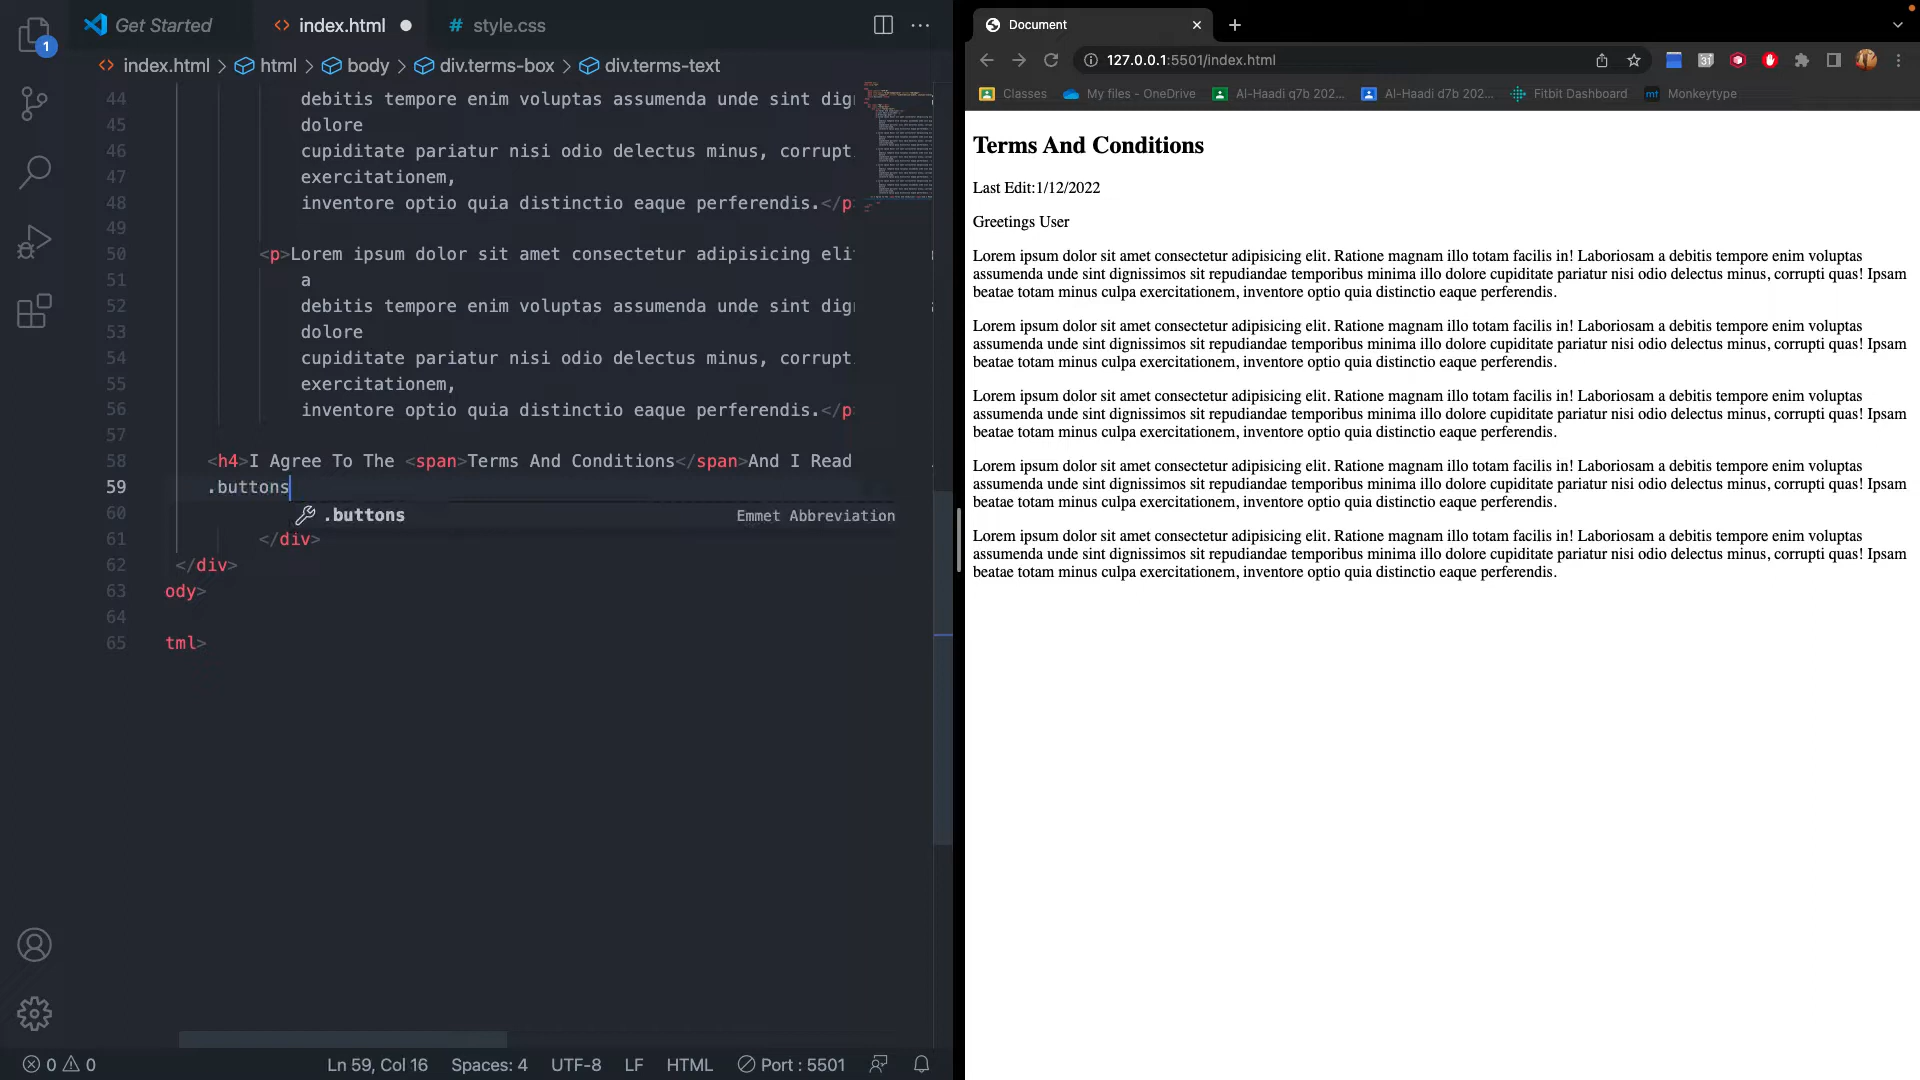 1
Get Started
index.html
style.css
index.html > html > body > div.terms-box > div.terms-text
44 debitis tempore enim voluptas assumenda unde sint dig
45 dolore
46 cupiditate pariatur nisi odio delectus minus, corrupt
47 exercitationem,
48 inventore optio quia distinctio eaque perferendis.</p
49
50 <p>Lorem ipsum dolor sit amet consectetur adipisicing eli
51 a
52 debitis tempore enim voluptas assumenda unde sint dig
53 dolore
54 cupiditate pariatur nisi odio delectus minus, corrupt
55 exercitationem,
56 inventore optio quia distinctio eaque perferendis.</p
57
58 <h4>I Agree To The <span>Terms And Conditions</span>And I Read
59 .buttons
60 .buttons Emmet Abbreviation
61 </div>
62 </div>
63 ody>
64
65 tml>
0 0 Ln 59, Col 16 Spaces: 4 UTF-8 LF HTML Port : 5501
Document
127.0.0.1:5501/index.html
31
Classes My files - OneDrive Al-Haadi q7b 202... Al-Haadi d7b 202... Fitbit Dashboard mt Monkeytype
Terms And Conditions
Last Edit:1/12/2022
Greetings User
Lorem ipsum dolor sit amet consectetur adipisicing elit. Ratione magnam illo totam facilis in! Laboriosam a debitis tempore enim voluptas
assumenda unde sint dignissimos sit repudiandae temporibus minima illo dolore cupiditate pariatur nisi odio delectus minus, corrupti quas! Ipsam
beatae totam minus culpa exercitationem, inventore optio quia distinctio eaque perferendis.
Lorem ipsum dolor sit amet consectetur adipisicing elit. Ratione magnam illo totam facilis in! Laboriosam a debitis tempore enim voluptas
assumenda unde sint dignissimos sit repudiandae temporibus minima illo dolore cupiditate pariatur nisi odio delectus minus, corrupti quas! Ipsam
beatae totam minus culpa exercitationem, inventore optio quia distinctio eaque perferendis.
Lorem ipsum dolor sit amet consectetur adipisicing elit. Ratione magnam illo totam facilis in! Laboriosam a debitis tempore enim voluptas
assumenda unde sint dignissimos sit repudiandae temporibus minima illo dolore cupiditate pariatur nisi odio delectus minus, corrupti quas! Ipsam
beatae totam minus culpa exercitationem, inventore optio quia distinctio eaque perferendis.
Lorem ipsum dolor sit amet consectetur adipisicing elit. Ratione magnam illo totam facilis in! Laboriosam a debitis tempore enim voluptas
assumenda unde sint dignissimos sit repudiandae temporibus minima illo dolore cupiditate pariatur nisi odio delectus minus, corrupti quas! Ipsam
beatae totam minus culpa exercitationem, inventore optio quia distinctio eaque perferendis.
Lorem ipsum dolor sit amet consectetur adipisicing elit. Ratione magnam illo totam facilis in! Laboriosam a debitis tempore enim voluptas
assumenda unde sint dignissimos sit repudiandae temporibus minima illo dolore cupiditate pariatur nisi odio delectus minus, corrupti quas! Ipsam
beatae totam minus culpa exercitationem, inventore optio quia distinctio eaque perferendis.